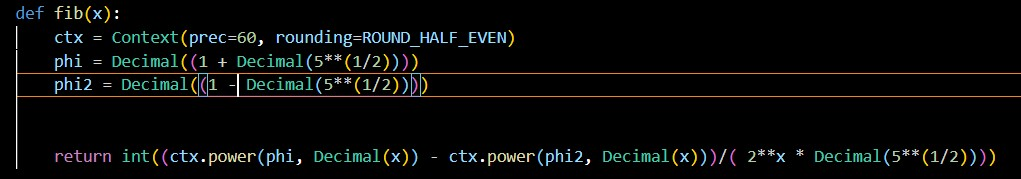 def fib(x):
    ctx = Context(prec=60, rounding=ROUND_HALF_EVEN)
    phi = Decimal((1 + Decimal(5**(1/2))))
    phi2 = Decimal((1 - Decimal(5**(1/2))))
    return int((ctx.power(phi, Decimal(x)) - ctx.power(phi2, Decimal(x)))/( 2**x * Decimal(5**(1/2))))